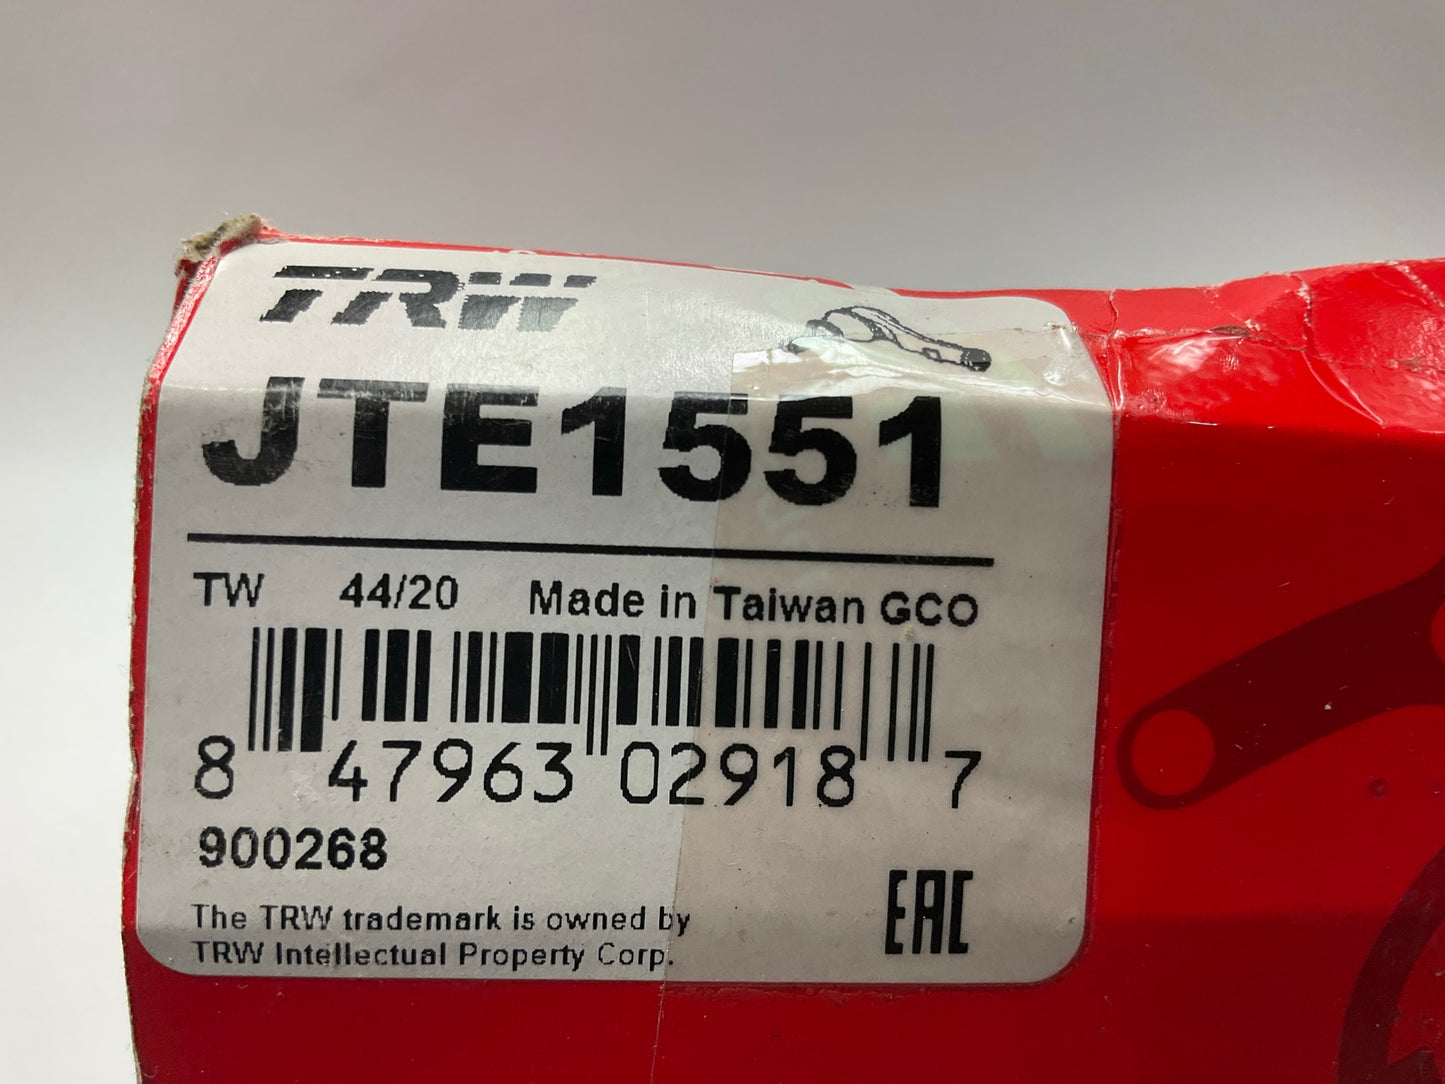 TRW
JTE1551
TW 44/20 Made in Taiwan GCO
8 47963 02918 7
900268
EAC
The TRW trademark is owned by
TRW Intellectual Property Corp.